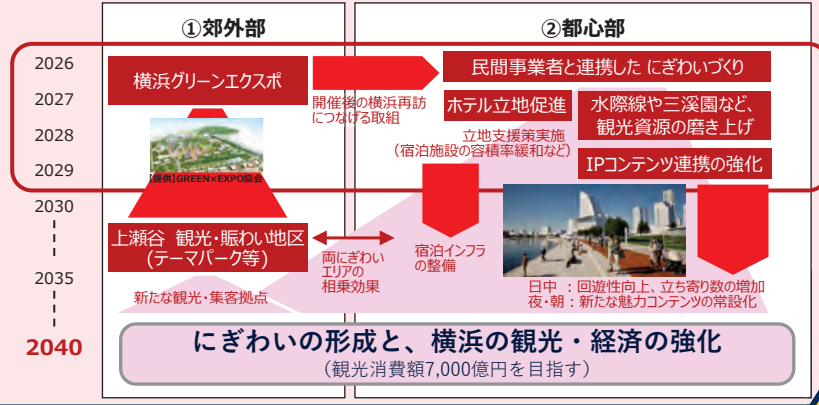 ①郊外部
②都心部
2026
2027
2028
2029
2030
2035
2040
横浜グリーンエクスポ
開催後の横浜再訪
につなげる取組
【提供】GREEN×EXPO協会
上瀬谷 観光・賑わい地区
(テーマパーク等)
新たな観光・集客拠点
両にぎわい
エリアの
相乗効果
民間事業者と連携した にぎわいづくり
ホテル立地促進
水際線や三溪園など、
観光資源の磨き上げ
立地支援策実施
(宿泊施設の容積率緩和など)
IPコンテンツ連携の強化
宿泊インフラ
の整備
日中 ：回遊性向上、立ち寄り数の増加
夜・朝：新たな魅力コンテンツの常設化
にぎわいの形成と、横浜の観光・経済の強化
(観光消費額7,000億円を目指す)